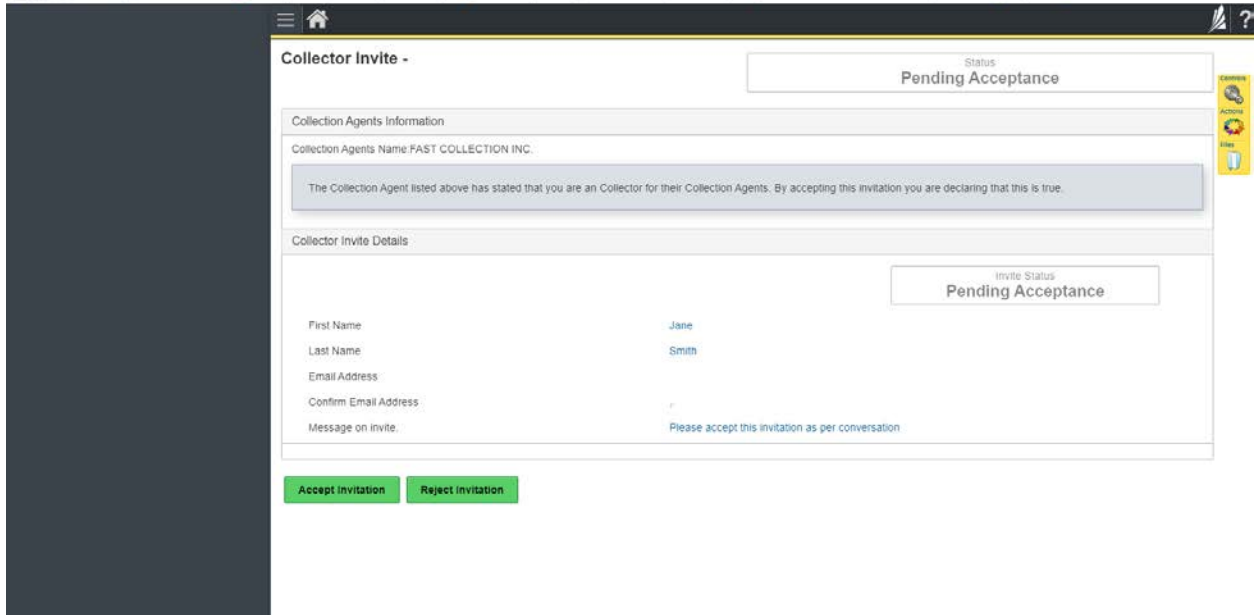 ?
Collector Invite -
Status
Pending Acceptance
Controls
Actions
Files
Collection Agents Information
Collection Agents Name:FAST COLLECTION INC.
The Collection Agent listed above has stated that you are an Collector for their Collection Agents. By accepting this invitation you are declaring that this is true.
Collector Invite Details
Invite Status
Pending Acceptance
First Name Jane
Last Name Smith
Email Address
Confirm Email Address
Message on invite. Please accept this invitation as per conversation
Accept Invitation Reject Invitation